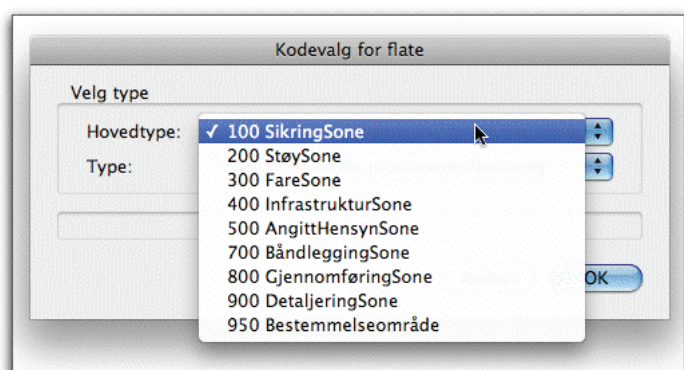 Kodevalg for flate
Velg type
Hovedtype:
✓ 100 SikringSone
Type:
200 StøySone
300 FareSone
400 InfrastrukturSone
500 AngittHensynSone
700 BåndleggingSone
800 GjennomføringSone
900 DetaljeringSone
950 Bestemmelseområde
OK